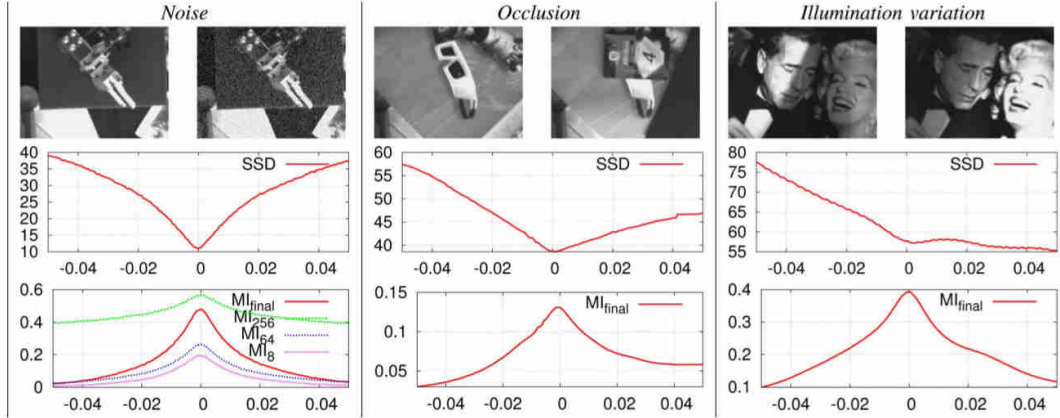 Noise Occlusion Illumination variation
4
40 SSD 60 SSD 80 SSD
35 55 75
30 70
25 50 65
20 45
15 60
10 40 55
-0.04 -0.02 0 0.02 0.04 -0.04 -0.02 0 0.02 0.04 -0.04 -0.02 0 0.02 0.04
0.6 MIfinal 0.15 MIfinal 0.4 MIfinal
MI256
0.4 MI64 0.1 0.3
MI8
0.2 0.05 0.2
0 0.1
-0.04 -0.02 0 0.02 0.04 -0.04 -0.02 0 0.02 0.04 -0.04 -0.02 0 0.02 0.04